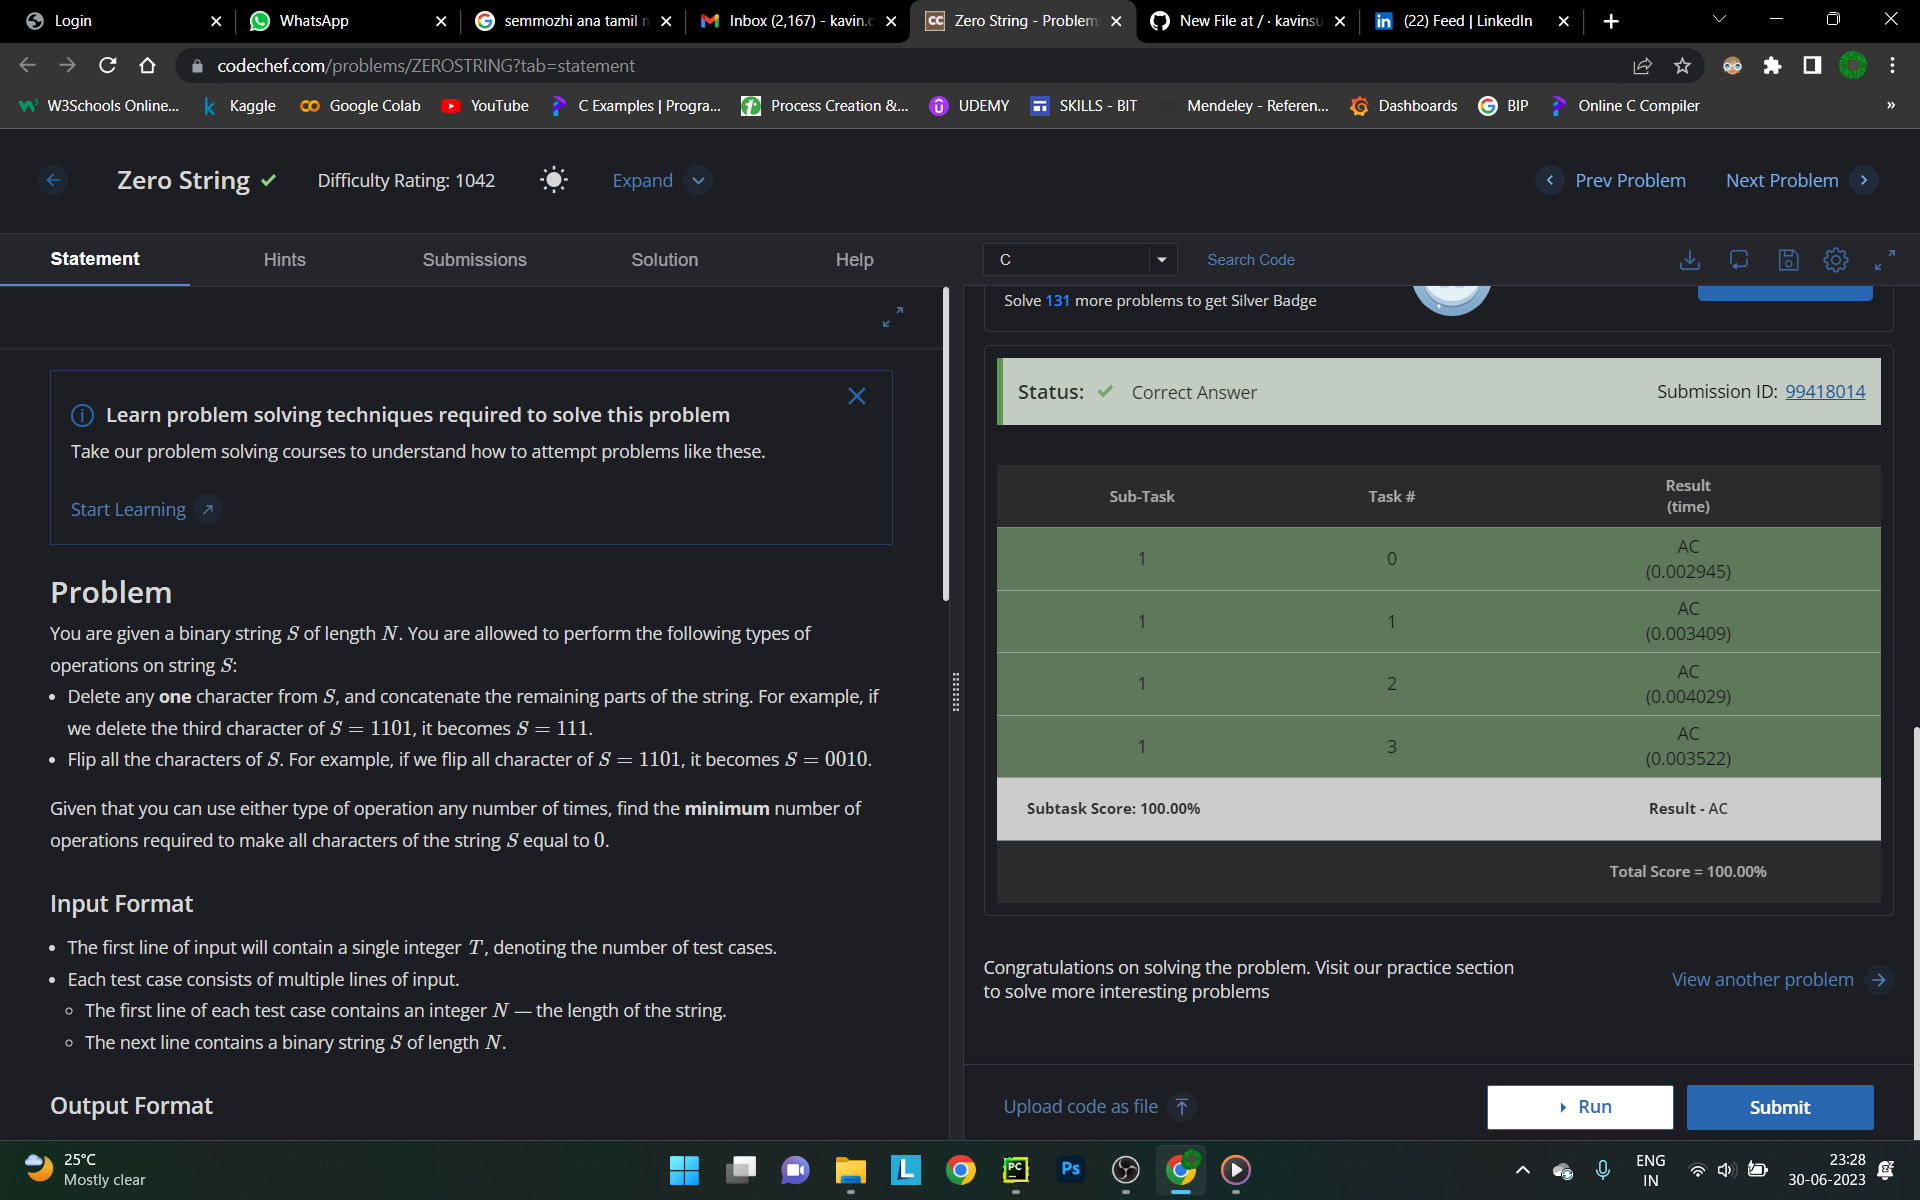 Login
WhatsApp
semmozhi ana tamil
Inbox (2,167) - kavin.c
Zero String - Problem
New File at / · kavinsu
(22) Feed | LinkedIn
codechef.com/problems/ZEROSTRING?tab=statement
W3Schools Online...
Kaggle
Google Colab
YouTube
C Examples | Progra...
Process Creation &...
UDEMY
SKILLS - BIT
Mendeley - Referen...
Dashboards
BIP
Online C Compiler
»
Zero String
Difficulty Rating: 1042
Expand
Prev Problem
Next Problem
Statement
Hints
Submissions
Solution
Help
Learn problem solving techniques required to solve this problem
Take our problem solving courses to understand how to attempt problems like these.
Start Learning
Problem
You are given a binary string S of length N. You are allowed to perform the following types of
operations on string S:
• Delete any one character from S, and concatenate the remaining parts of the string. For example, if
we delete the third character of S = 1101, it becomes S = 111.
• Flip all the characters of S. For example, if we flip all character of S = 1101, it becomes S = 0010.
Given that you can use either type of operation any number of times, find the minimum number of
operations required to make all characters of the string S equal to 0.
Input Format
• The first line of input will contain a single integer T, denoting the number of test cases.
• Each test case consists of multiple lines of input.
◦ The first line of each test case contains an integer N — the length of the string.
◦ The next line contains a binary string S of length N.
Output Format
C
Search Code
Solve 131 more problems to get Silver Badge
Status: ✓ Correct Answer
Submission ID: 99418014
Sub-Task
Task #
Result
(time)
1
0
AC
(0.002945)
1
1
AC
(0.003409)
1
2
AC
(0.004029)
1
3
AC
(0.003522)
Subtask Score: 100.00%
Result - AC
Total Score = 100.00%
Congratulations on solving the problem. Visit our practice section
to solve more interesting problems
View another problem
Upload code as file
Run
Submit
25°C
Mostly clear
L
PC
Ps
ENG
IN
23:28
30-06-2023